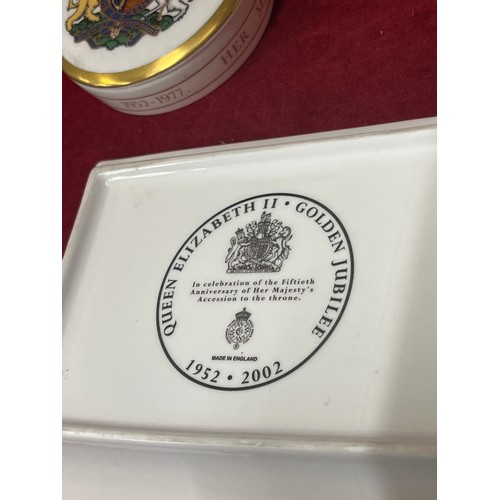 1952-1977
HER
QUEEN ELIZABETH II • GOLDEN JUBILEE
In celebration of the Fiftieth
Anniversary of Her Majesty's
Accession to the throne.
MADE IN ENGLAND
1952 • 2002